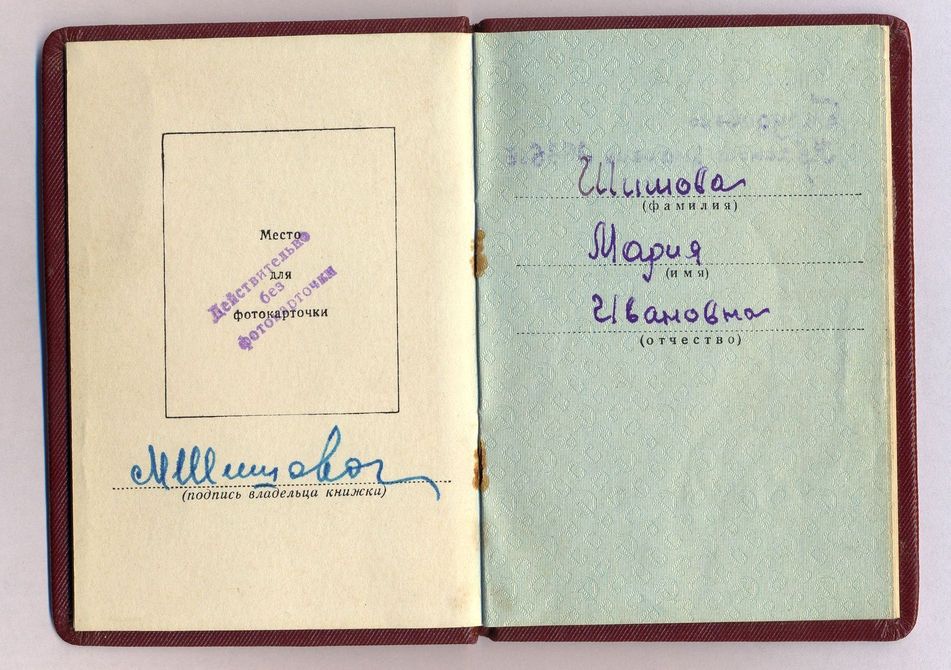 Место
для
фотокарточки
Действительно
без
фотокарточки
МШишова
(подпись владельца книжки)
Шишова
(фамилия)
Мария
(имя)
Ивановна
(отчество)